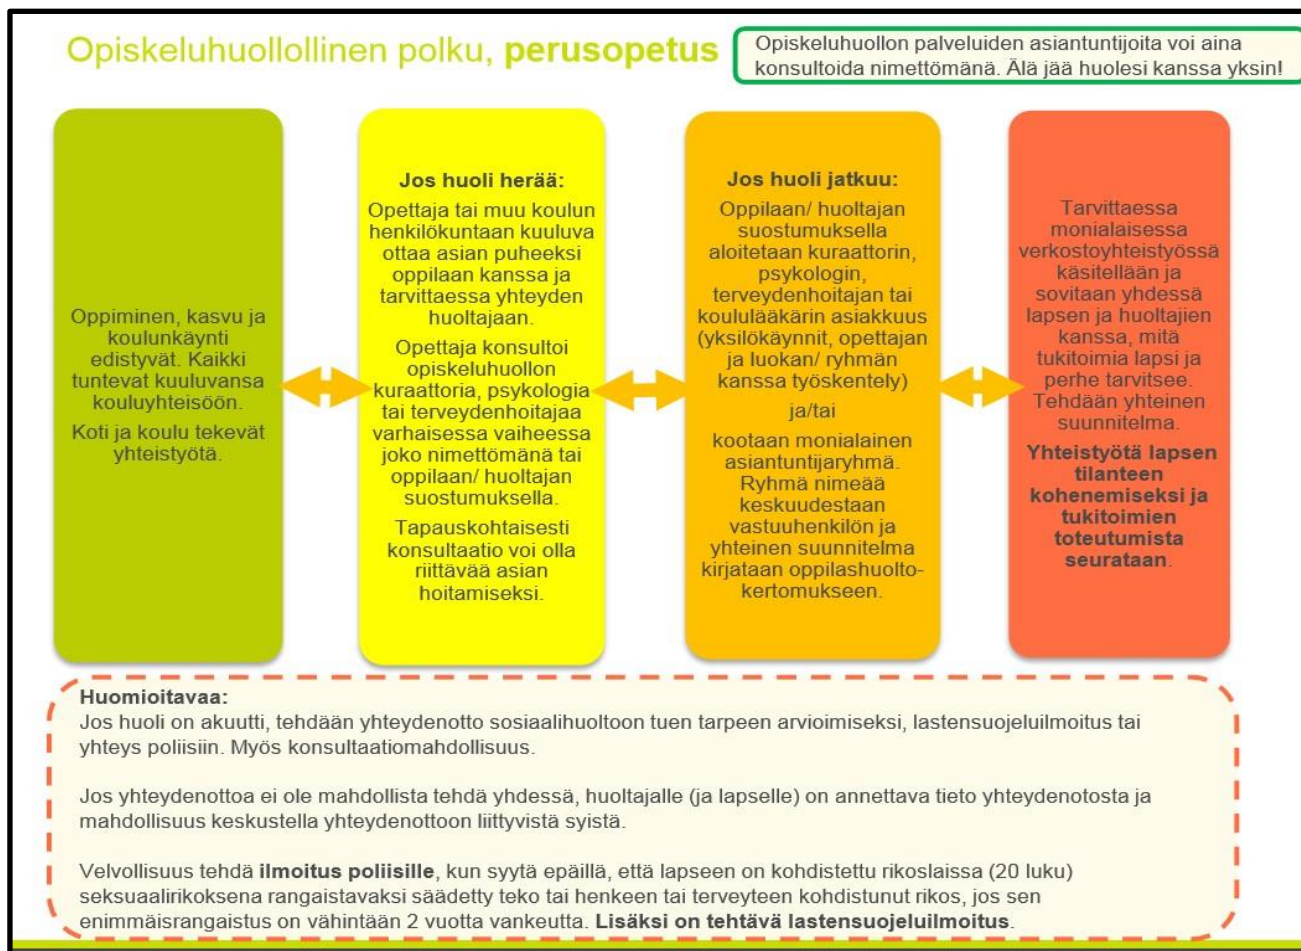 Opiskeluhuollollinen polku, perusopetus
Opiskeluhuollon palveluiden asiantuntijoita voi aina
konsultoida nimettömänä. Älä jää huolesi kanssa yksin!
Oppiminen, kasvu ja
koulunkäynti
edistyvät. Kaikki
tuntevat kuuluvansa
kouluyhteisöön.
Koti ja koulu tekevät
yhteistyötä.
Jos huoli herää:
Opettaja tai muu koulun
henkilökuntaan kuuluva
ottaa asian puheeksi
oppilaan kanssa ja
tarvittaessa yhteyden
huoltajaan.
Opettaja konsultoi
opiskeluhuollon
kuraattoria, psykologia
tai terveydenhoitajaa
varhaisessa vaiheessa
joko nimettömänä tai
oppilaan/ huoltajan
suostumuksella.
Tapauskohtaisesti
konsultaatio voi olla
riittävää asian
hoitamiseksi.
Jos huoli jatkuu:
Oppilaan/ huoltajan
suostumuksella
aloitetaan kuraattorin,
psykologin,
terveydenhoitajan tai
koululääkärin asiakkuus
(yksilökäynnit, opettajan
ja luokan/ ryhmän
kanssa työskentely)
ja/tai
kootaan monialainen
asiantuntijaryhmä.
Ryhmä nimeää
keskuudestaan
vastuuhenkilön ja
yhteinen suunnitelma
kirjataan oppilashuolto-
kertomukseen.
Tarvittaessa
monialaisessa
verkostoyhteistyössä
käsitellään ja
sovitaan yhdessä
lapsen ja huoltajien
kanssa, mitä
tukitoimia lapsi ja
perhe tarvitsee.
Tehdään yhteinen
suunnitelma.
Yhteistyötä lapsen
tilanteen
kohenemiseksi ja
tukitoimien
toteutumista
seurataan.
Huomioitavaa:
Jos huoli on akuutti, tehdään yhteydenotto sosiaalihuoltoon tuen tarpeen arvioimiseksi, lastensuojeluilmoitus tai
yhteys poliisiin. Myös konsultaatiomahdollisuus.
Jos yhteydenottoa ei ole mahdollista tehdä yhdessä, huoltajalle (ja lapselle) on annettava tieto yhteydenotosta ja
mahdollisuus keskustella yhteydenottoon liittyvistä syistä.
Velvollisuus tehdä ilmoitus poliisille, kun syytä epäillä, että lapseen on kohdistettu rikoslaissa (20 luku)
seksuaalirikoksena rangaistavaksi säädetty teko tai henkeen tai terveyteen kohdistunut rikos, jos sen
enimmäisrangaistus on vähintään 2 vuotta vankeutta. Lisäksi on tehtävä lastensuojeluilmoitus.